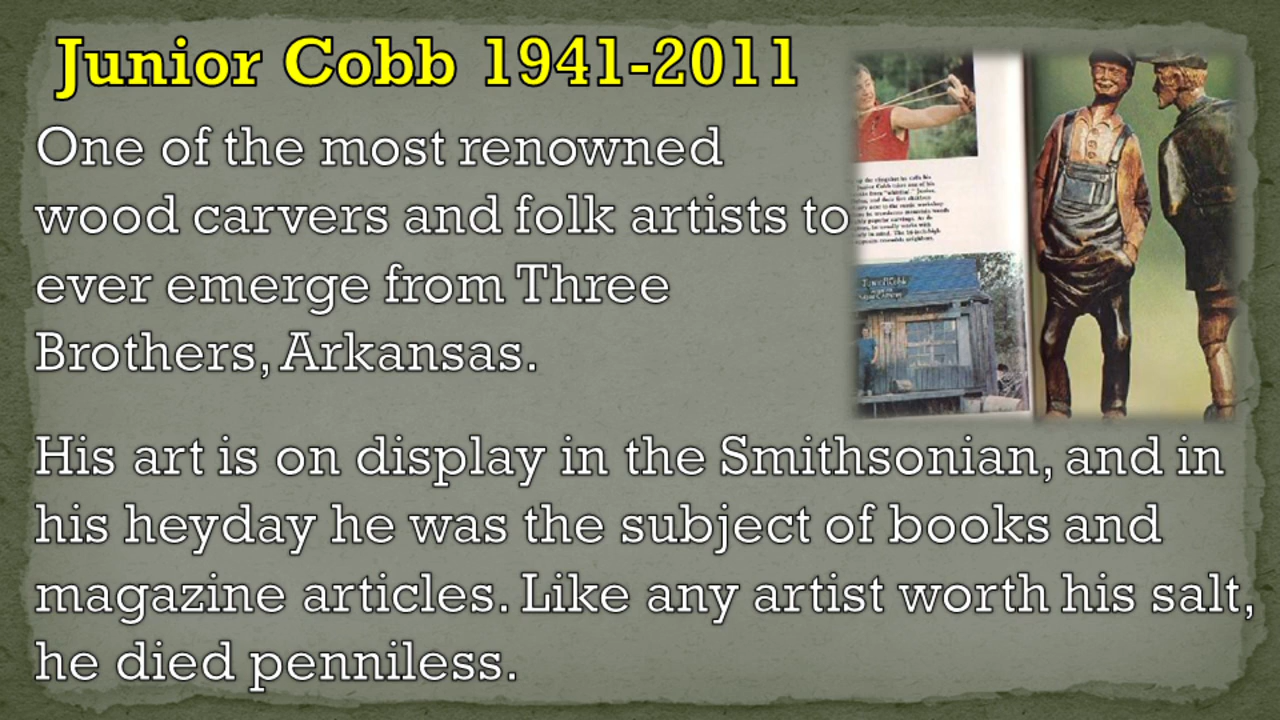 Junior Cobb 1941-2011
One of the most renowned
wood carvers and folk artists to
ever emerge from Three
Brothers, Arkansas.
His art is on display in the Smithsonian, and in
his heyday he was the subject of books and
magazine articles. Like any artist worth his salt,
he died penniless.